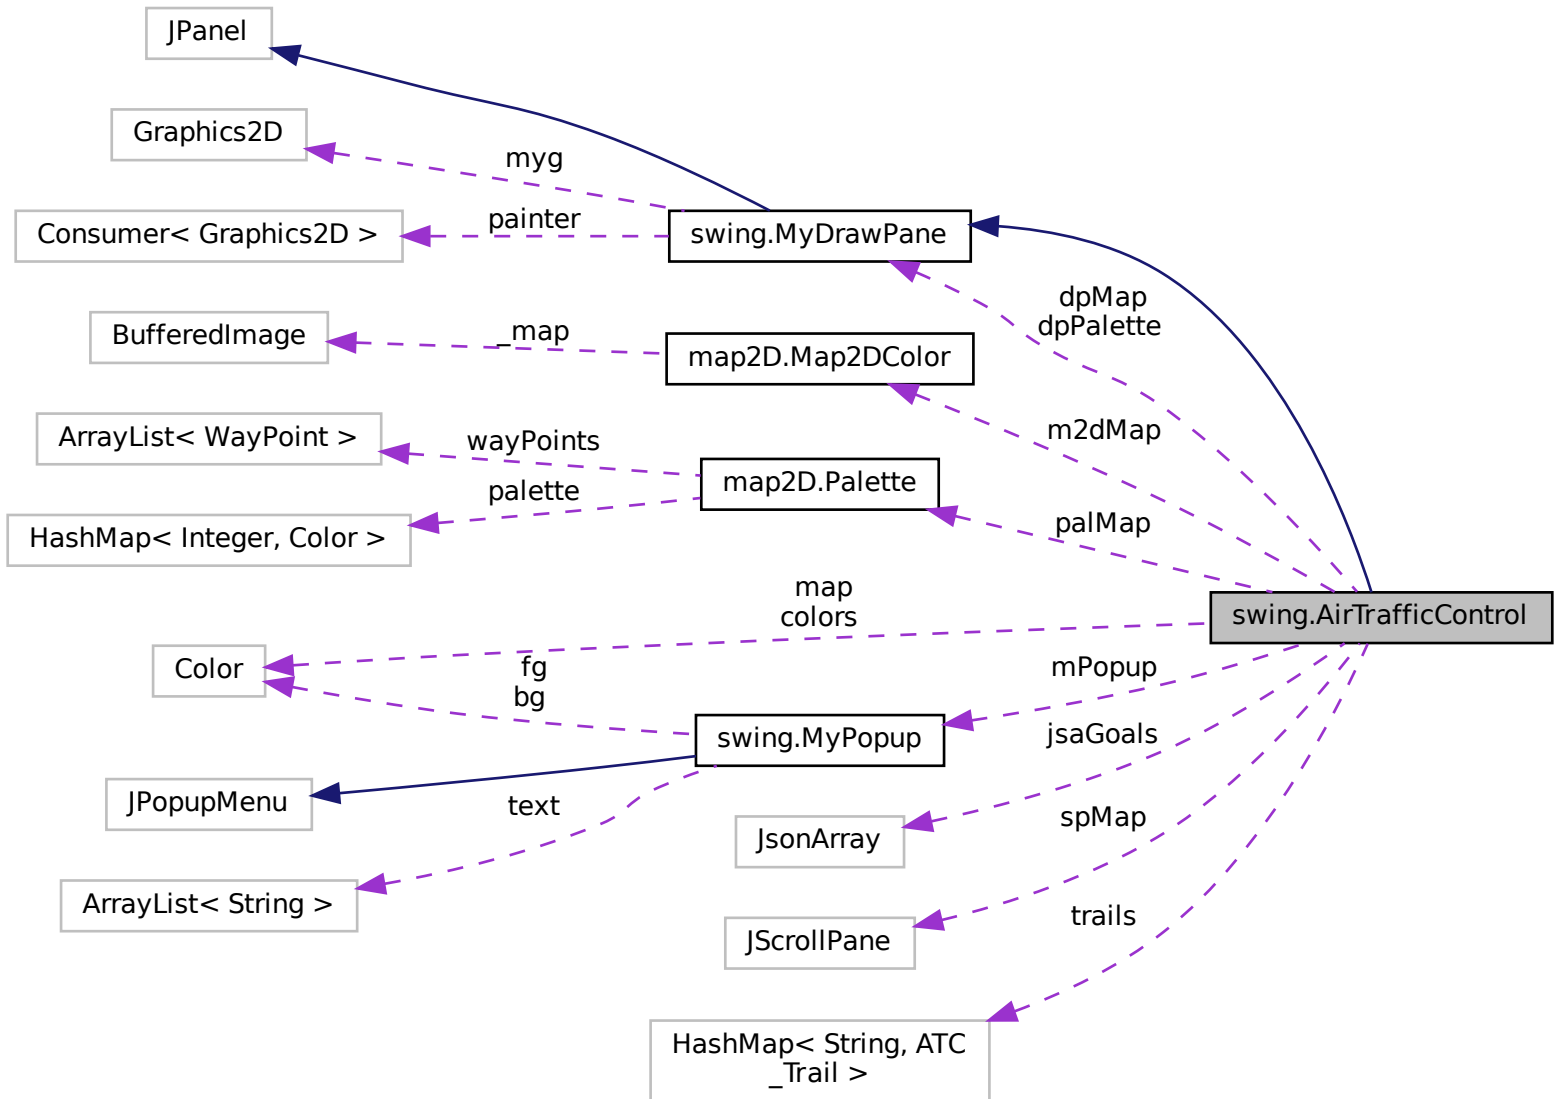 JPanel
Graphics2D
myg
Consumer< Graphics2D >
painter
swing.MyDrawPane
dpMap
dpPalette
BufferedImage
_map
map2D.Map2DColor
m2dMap
ArrayList< WayPoint >
wayPoints
map2D.Palette
palette
HashMap< Integer, Color >
palMap
map
colors
swing.AirTrafficControl
Color
fg
bg
mPopup
swing.MyPopup
jsaGoals
JPopupMenu
text
JsonArray
spMap
ArrayList< String >
JScrollPane
trails
HashMap< String, ATC
_Trail >